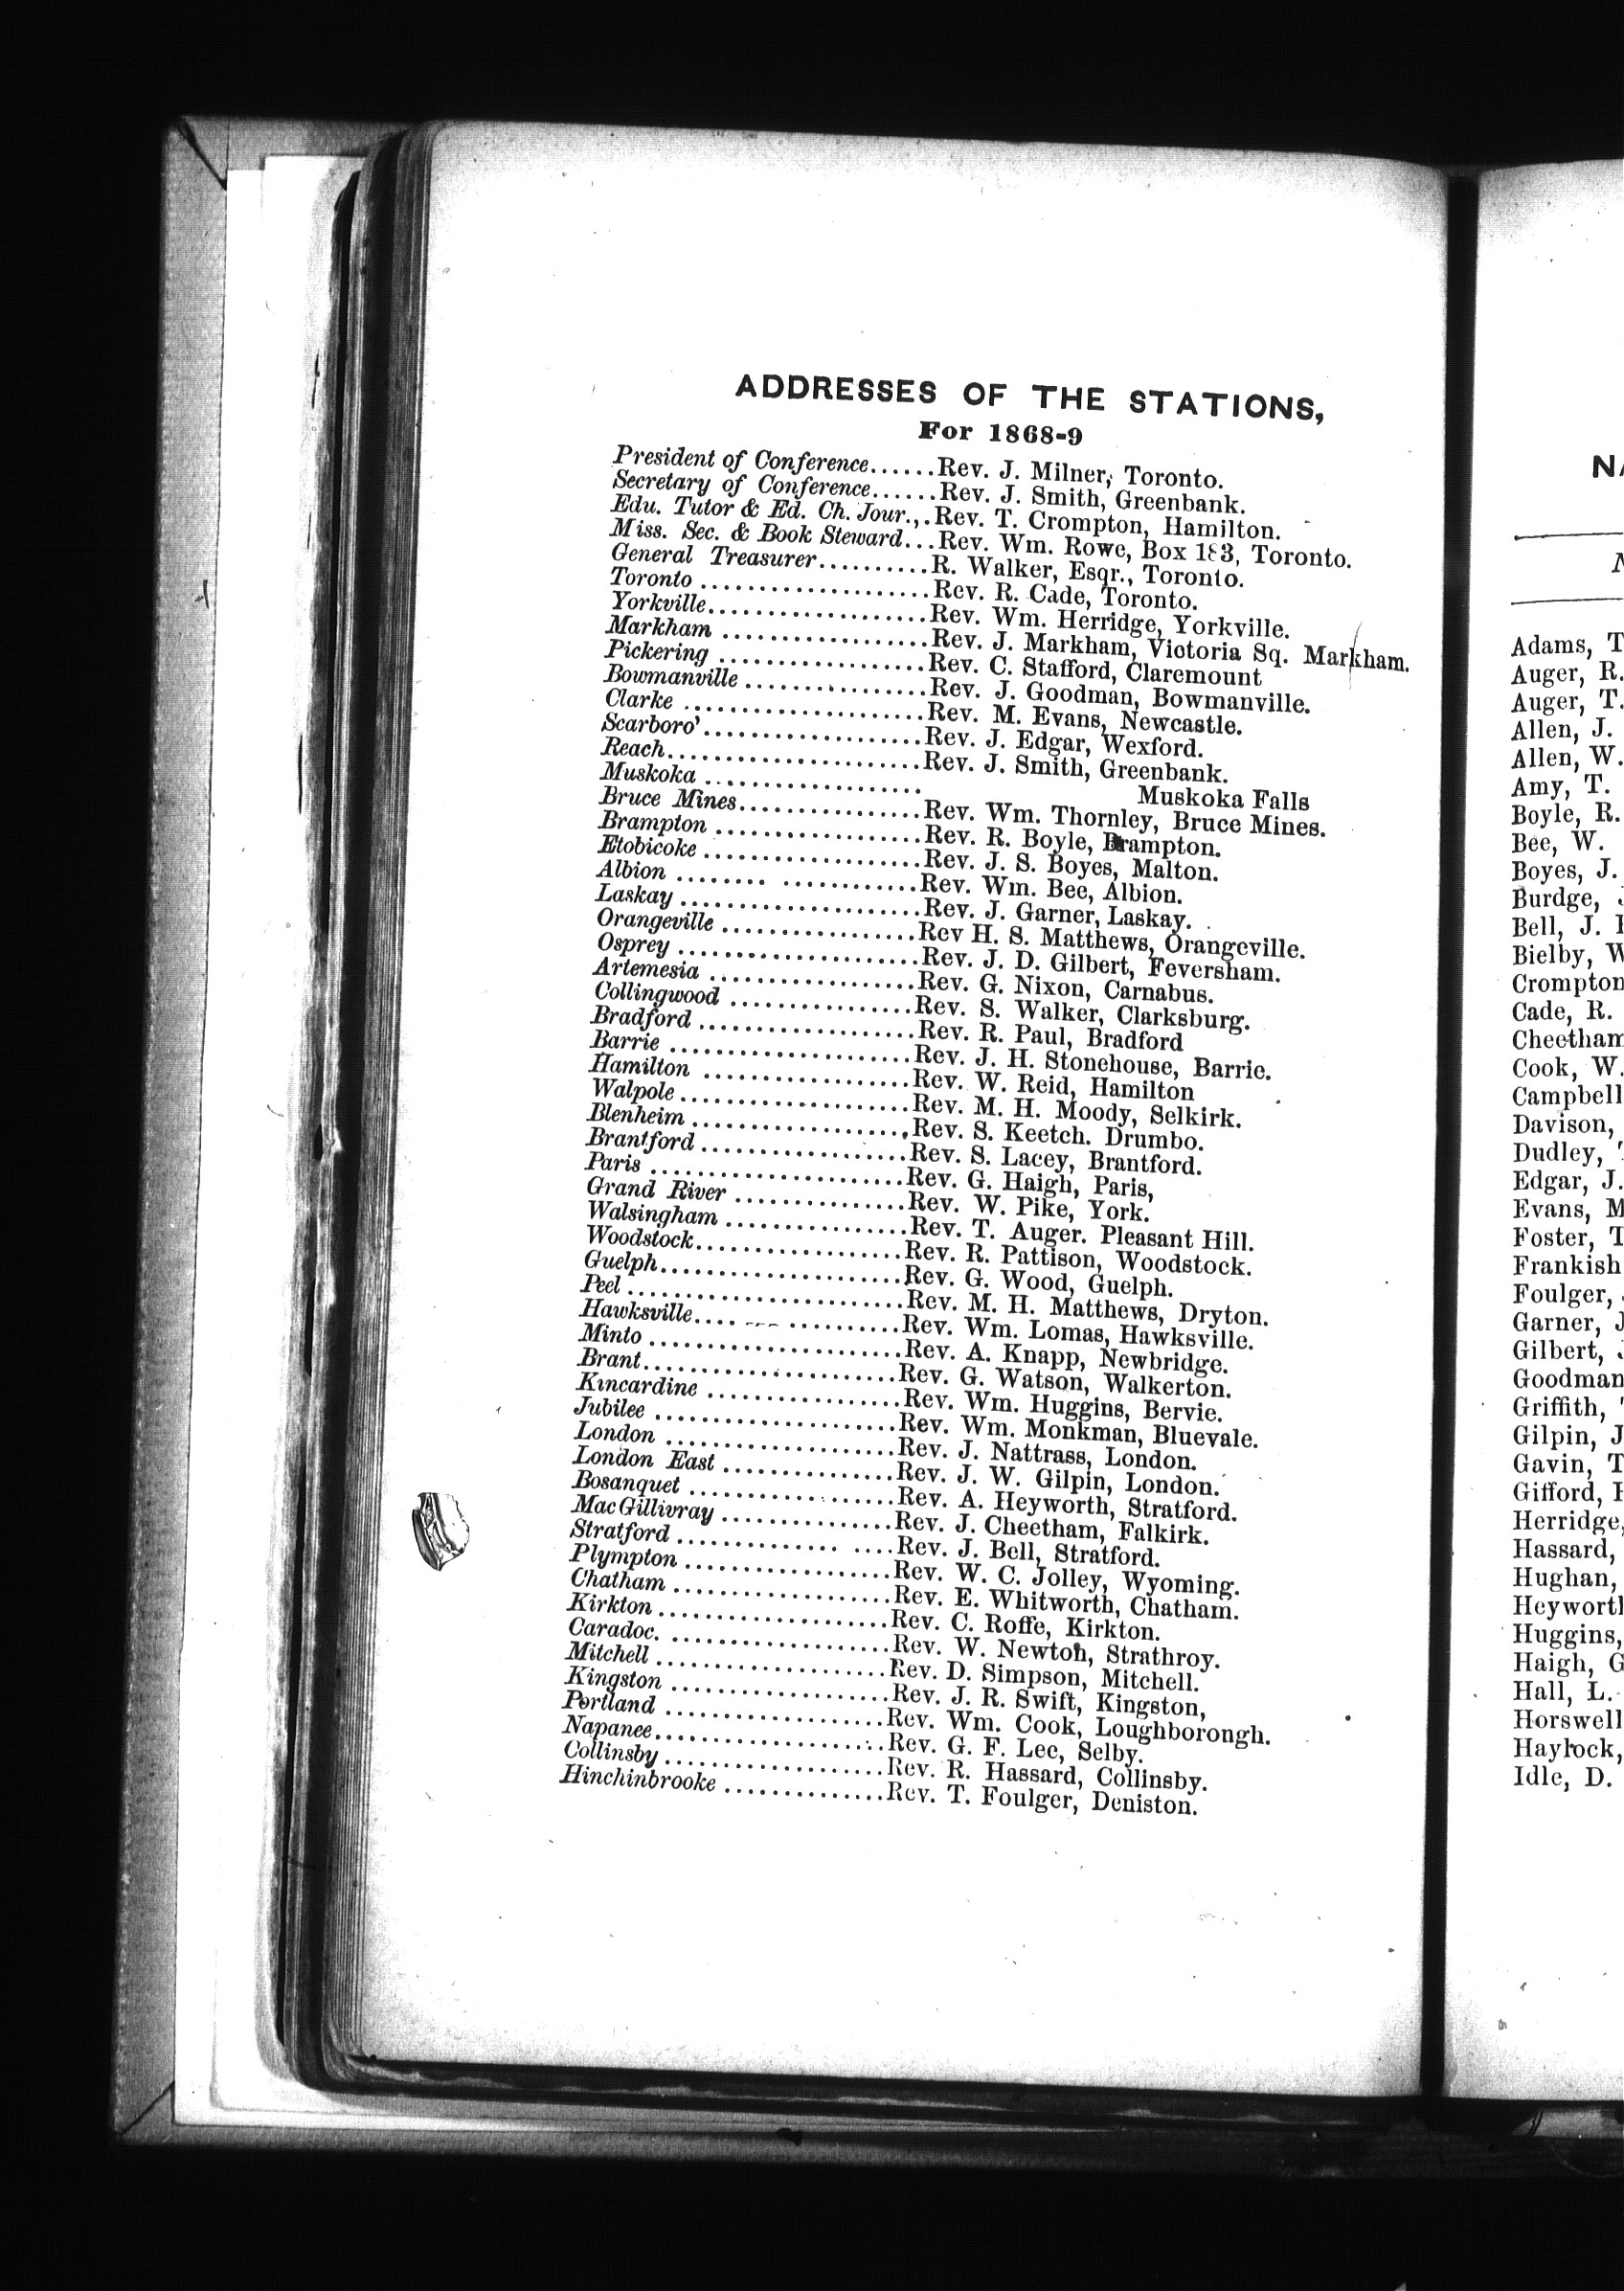 ADDRESSES OF THE STATIONS,
For 1868-9
President of Conference......Rev. J. Milner, Toronto.
Secretary of Conference......Rev. J. Smith, Greenbank.
Edu. Tutor & Ed. Ch. Jour.,.Rev. T. Crompton, Hamilton.
Miss. Sec. & Book Steward...Rev. Wm. Rowe, Box 183, Toronto.
General Treasurer..........R. Walker, Esqr., Toronto.
Toronto ...................Rev. R. Cade, Toronto.
Yorkville..................Rev. Wm. Herridge, Yorkville.
Markham .................Rev. J. Markham, Victoria Sq. Markham.
Pickering .................Rev. C. Stafford, Claremount
Bowmanville ...............Rev. J. Goodman, Bowmanville.
Clarke ....................Rev. M. Evans, Newcastle.
Scarboro'..................Rev. J. Edgar, Wexford.
Reach.....................Rev. J. Smith, Greenbank.
Muskoka .................. Muskoka Falls
Bruce Mines...............Rev. Wm. Thornley, Bruce Mines.
Brampton .................Rev. R. Boyle, Brampton.
Etobicoke ..................Rev. J. S. Boyes, Malton.
Albion ........ ............Rev. Wm. Bee, Albion.
Laskay ....................Rev. J. Garner, Laskay.
Orangeville ................Rev H. S. Matthews, Orangeville.
Osprey ....................Rev. J. D. Gilbert, Feversham.
Artemesia .................Rev. G. Nixon, Carnabus.
Collingwood ...............Rev. S. Walker, Clarksburg.
Bradford ..................Rev. R. Paul, Bradford
Barrie ....................Rev. J. H. Stonehouse, Barrie.
Hamilton .................Rev. W. Reid, Hamilton
Walpole ...................Rev. M. H. Moody, Selkirk.
Blenheim ..................Rev. S. Keetch. Drumbo.
Brantford .................Rev. S. Lacey, Brantford.
Paris .....................Rev. G. Haigh, Paris,
Grand River ..............Rev. W. Pike, York.
Walsingham ...............Rev. T. Auger. Pleasant Hill.
Woodstock..................Rev. R. Pattison, Woodstock.
Guelph....................Rev. G. Wood, Guelph.
Peel .......................Rev. M. H. Matthews, Dryton.
Hawksville.... --- ..........Rev. Wm. Lomas, Hawksville.
Minto .....................Rev. A. Knapp, Newbridge.
Brant.....................Rev. G. Watson, Walkerton.
Kincardine ................Rev. Wm. Huggins, Bervie.
Jubilee ....................Rev. Wm. Monkman, Bluevale.
London ...................Rev. J. Nattrass, London.
London East ..............Rev. J. W. Gilpin, London.
Bosanquet .................Rev. A. Heyworth, Stratford.
MacGillivray ..............Rev. J. Cheetham, Falkirk.
Stratford .............. ....Rev. J. Bell, Stratford.
Plympton .................Rev. W. C. Jolley, Wyoming.
Chatham ..................Rev. E. Whitworth, Chatham.
Kirkton ...................Rev. C. Roffe, Kirkton.
Caradoc. ..................Rev. W. Newton, Strathroy.
Mitchell ...................Rev. D. Simpson, Mitchell.
Kingston ..................Rev. J. R. Swift, Kingston,
Portland ..................Rev. Wm. Cook, Loughborongh.
Napanee...................Rev. G. F. Lee, Selby.
Collinsby ..................Rev. R. Hassard, Collinsby.
Hinchinbrooke ..............Rev. T. Foulger, Deniston.
Adams, T
Auger, R.
Auger, T.
Allen, J.
Allen, W.
Amy, T.
Boyle, R.
Bee, W.
Boyes, J.
Burdge,
Bell, J.
Bielby, W
Crompton
Cade, R.
Cheetham
Cook, W.
Campbell
Davison,
Dudley,
Edgar, J.
Evans, M
Foster, T
Frankish
Foulger,
Garner, J
Gilbert,
Goodman
Griffith,
Gilpin, J
Gavin, T
Gifford,
Herridge,
Hassard,
Hughan,
Heyworth
Huggins,
Haigh, G
Hall, L.
Horswell
Haylock,
Idle, D.